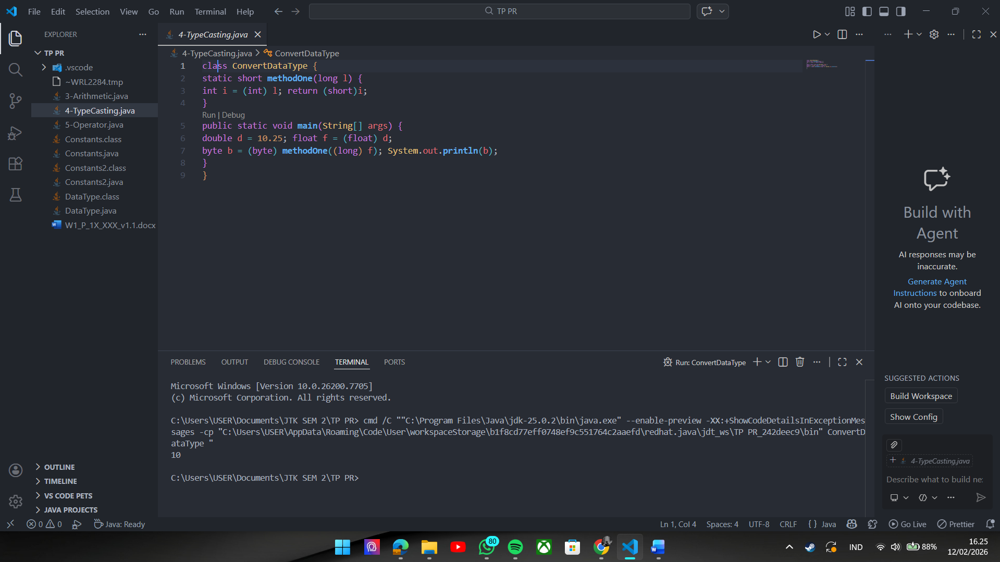 File Edit Selection View Go Run Terminal Help
TP PR
EXPLORER
TP PR
.vscode
~WRL2284.tmp
3-Arithmetic.java
4-TypeCasting.java
5-Operator.java
Constants.class
Constants.java
Constants2.class
Constants2.java
DataType.class
DataType.java
W1_P_1X_XXX_v1.1.docx
OUTLINE
TIMELINE
VS CODE PETS
JAVA PROJECTS
4-TypeCasting.java
4-TypeCasting.java > ConvertDataType
1 class ConvertDataType {
2 static short methodOne(long l) {
3 int i = (int) l; return (short)i;
4 }
Run | Debug
5 public static void main(String[] args) {
6 double d = 10.25; float f = (float) d;
7 byte b = (byte) methodOne((long) f); System.out.println(b);
8 }
9 }
PROBLEMS OUTPUT DEBUG CONSOLE TERMINAL PORTS
Run: ConvertDataType
Microsoft Windows [Version 10.0.26200.7705]
(c) Microsoft Corporation. All rights reserved.
C:\Users\USER\Documents\JTK SEM 2\TP PR> cmd /C ""C:\Program Files\Java\jdk-25.0.2\bin\java.exe" --enable-preview -XX:+ShowCodeDetailsInExceptionMes
sages -cp "C:\Users\USER\AppData\Roaming\Code\User\workspaceStorage\b1f8cd77eff0748ef9c551764c2aaefd\redhat.java\jdt_ws\TP PR_242deec9\bin" ConvertD
ataType "
10
C:\Users\USER\Documents\JTK SEM 2\TP PR>
Build with
Agent
AI responses may be
inaccurate.
Generate Agent
Instructions to onboard
AI onto your codebase.
SUGGESTED ACTIONS
Build Workspace
Show Config
4-TypeCasting.java
Describe what to build ne
0 0 Java: Ready
Ln 1, Col 4 Spaces: 4 UTF-8 CRLF {} Java Go Live Prettier
80
IND
88%
16.25
12/02/2026